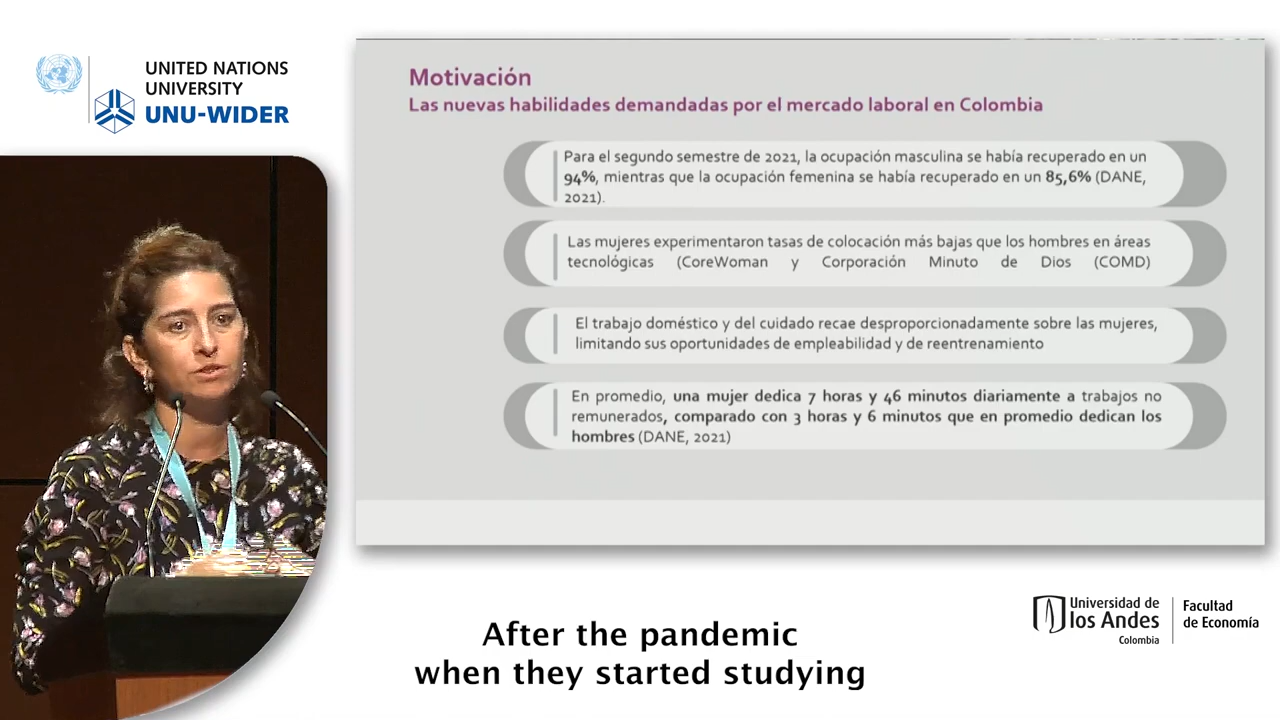 UNITED NATIONS
UNIVERSITY
UNU-WIDER
Motivación
Las nuevas habilidades demandadas por el mercado laboral en Colombia
Para el segundo semestre de 2021, la ocupación masculina se había recuperado en un
94%, mientras que la ocupación femenina se había recuperado en un 85,6% (DANE,
2021).
Las mujeres experimentaron tasas de colocación más bajas que los hombres en áreas
tecnológicas (CoreWoman y Corporación Minuto de Dios (COMD)
El trabajo doméstico y del cuidado recae desproporcionadamente sobre las mujeres,
limitando sus oportunidades de empleabilidad y de reentrenamiento
En promedio, una mujer dedica 7 horas y 46 minutos diariamente a trabajos no
remunerados, comparado con 3 horas y 6 minutos que en promedio dedican los
hombres (DANE, 2021)
After the pandemic
when they started studying
Universidad de
los Andes
Colombia
Facultad
de Economía